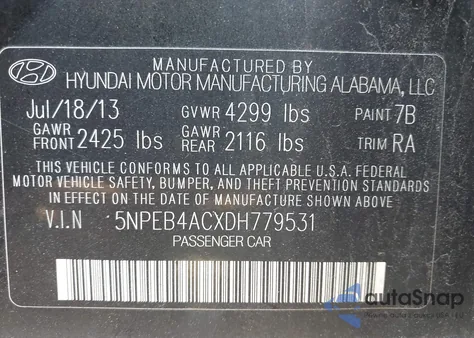 MANUFACTURED BY
HYUNDAI MOTOR MANUFACTURING ALABAMA, LLC
Jul/18/13 GVWR 4299 lbs PAINT 7B
GAWR FRONT 2425 lbs GAWR REAR 2116 lbs TRIM RA
THIS VEHICLE CONFORMS TO ALL APPLICABLE U.S.A. FEDERAL
MOTOR VEHICLE SAFETY, BUMPER, AND THEFT PREVENTION STANDARDS
IN EFFECT ON THE DATE OF MANUFACTURE SHOWN ABOVE.
V.I.N 5NPEB4ACXDH779531
PASSENGER CAR
autoSnap